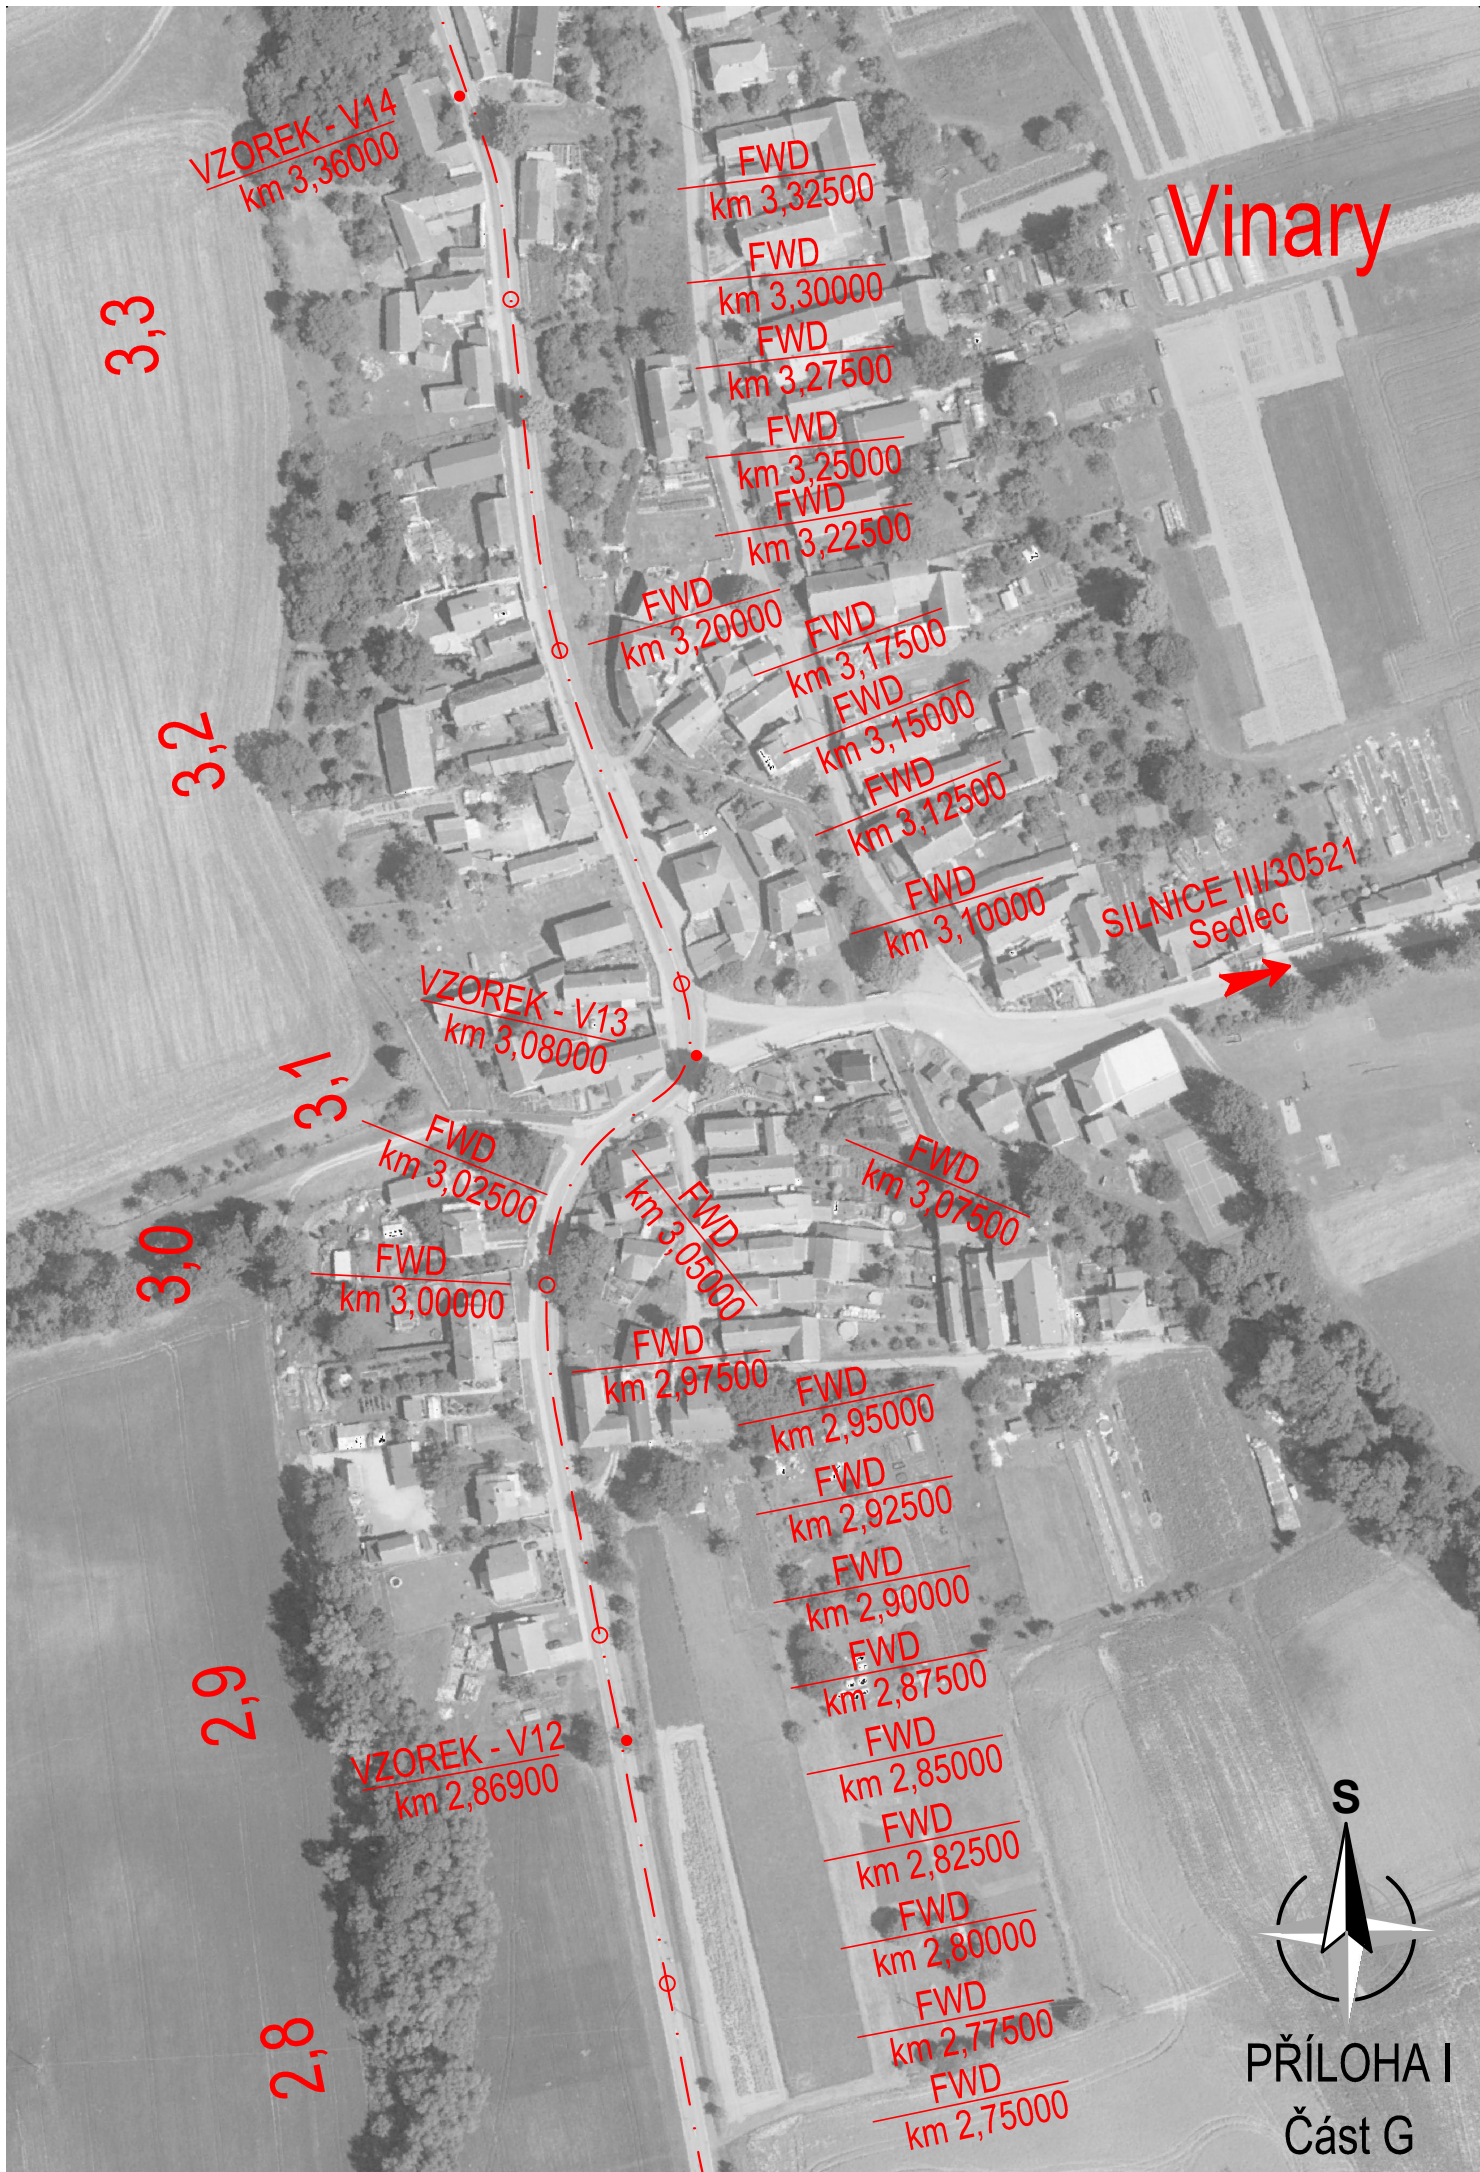 VZOREK - V14
km 3,36000
FWD
km 3,32500
Vinary
FWD
km 3,30000
3,3
FWD
km 3,27500
FWD
km 3,25000
FWD
km 3,22500
FWD
km 3,20000
FWD
km 3,17500
FWD
km 3,15000
3,2
FWD
km 3,12500
FWD
km 3,10000
SILNICE III/30521
Sedlec
VZOREK - V13
km 3,08000
3,1
FWD
km 3,02500
FWD
km 3,07500
FWD
km 3,05000
3,0
FWD
km 3,00000
FWD
km 2,97500
FWD
km 2,95000
FWD
km 2,92500
FWD
km 2,90000
FWD
km 2,87500
2,9
VZOREK - V12
km 2,86900
FWD
km 2,85000
FWD
km 2,82500
S
FWD
km 2,80000
FWD
km 2,77500
2,8
FWD
km 2,75000
PŘÍLOHA I
Část G